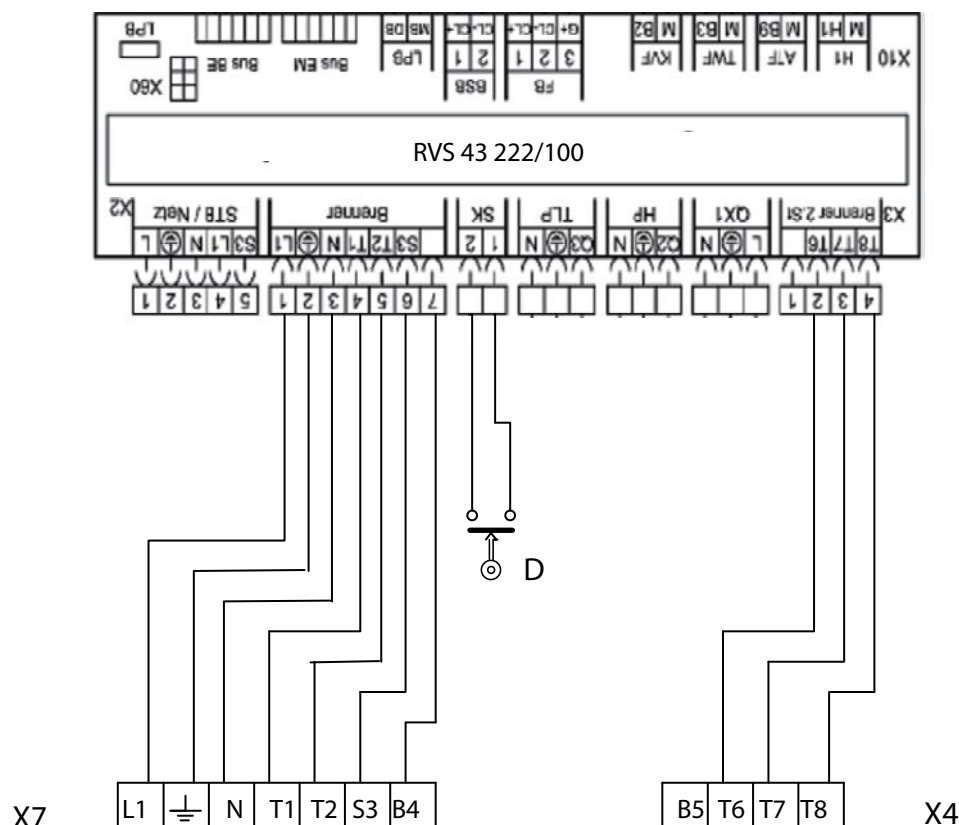 LPB
X60
Bus BE
Bus EM
DB MB
LPB
CL+ CL-
1 2
BSB
CL+ CL- G+
1 2 3
FB
B2 M
KVF
B3 M
TWF
B9 M
ATF
H1 M
H1
X10
RVS 43 222/100
X2
STB / Netz
Brenner
SK
TLP
HP
QX1
Brenner 2.St
X3
L N L1 S3
L1 N T1 T2 S3
2 1
N Q3
N Q2
N L
T6 T7 T8
1 2 3 4 5
1 2 3 4 5 6 7
1 2 3 4
D
X7
L1 N T1 T2 S3 B4
B5 T6 T7 T8
X4